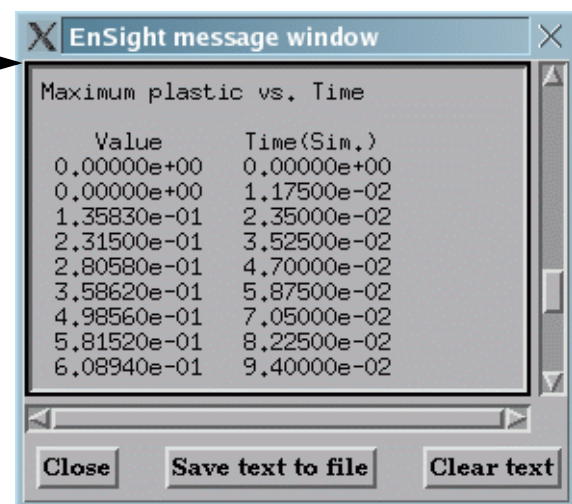 X EnSight message window
Maximum plastic vs. Time
Value Time(Sim.)
0.00000e+00 0.00000e+00
0.00000e+00 1.17500e-02
1.35830e-01 2.35000e-02
2.31500e-01 3.52500e-02
2.80580e-01 4.70000e-02
3.58620e-01 5.87500e-02
4.98560e-01 7.05000e-02
5.81520e-01 8.22500e-02
6.08940e-01 9.40000e-02
Close Save text to file Clear text